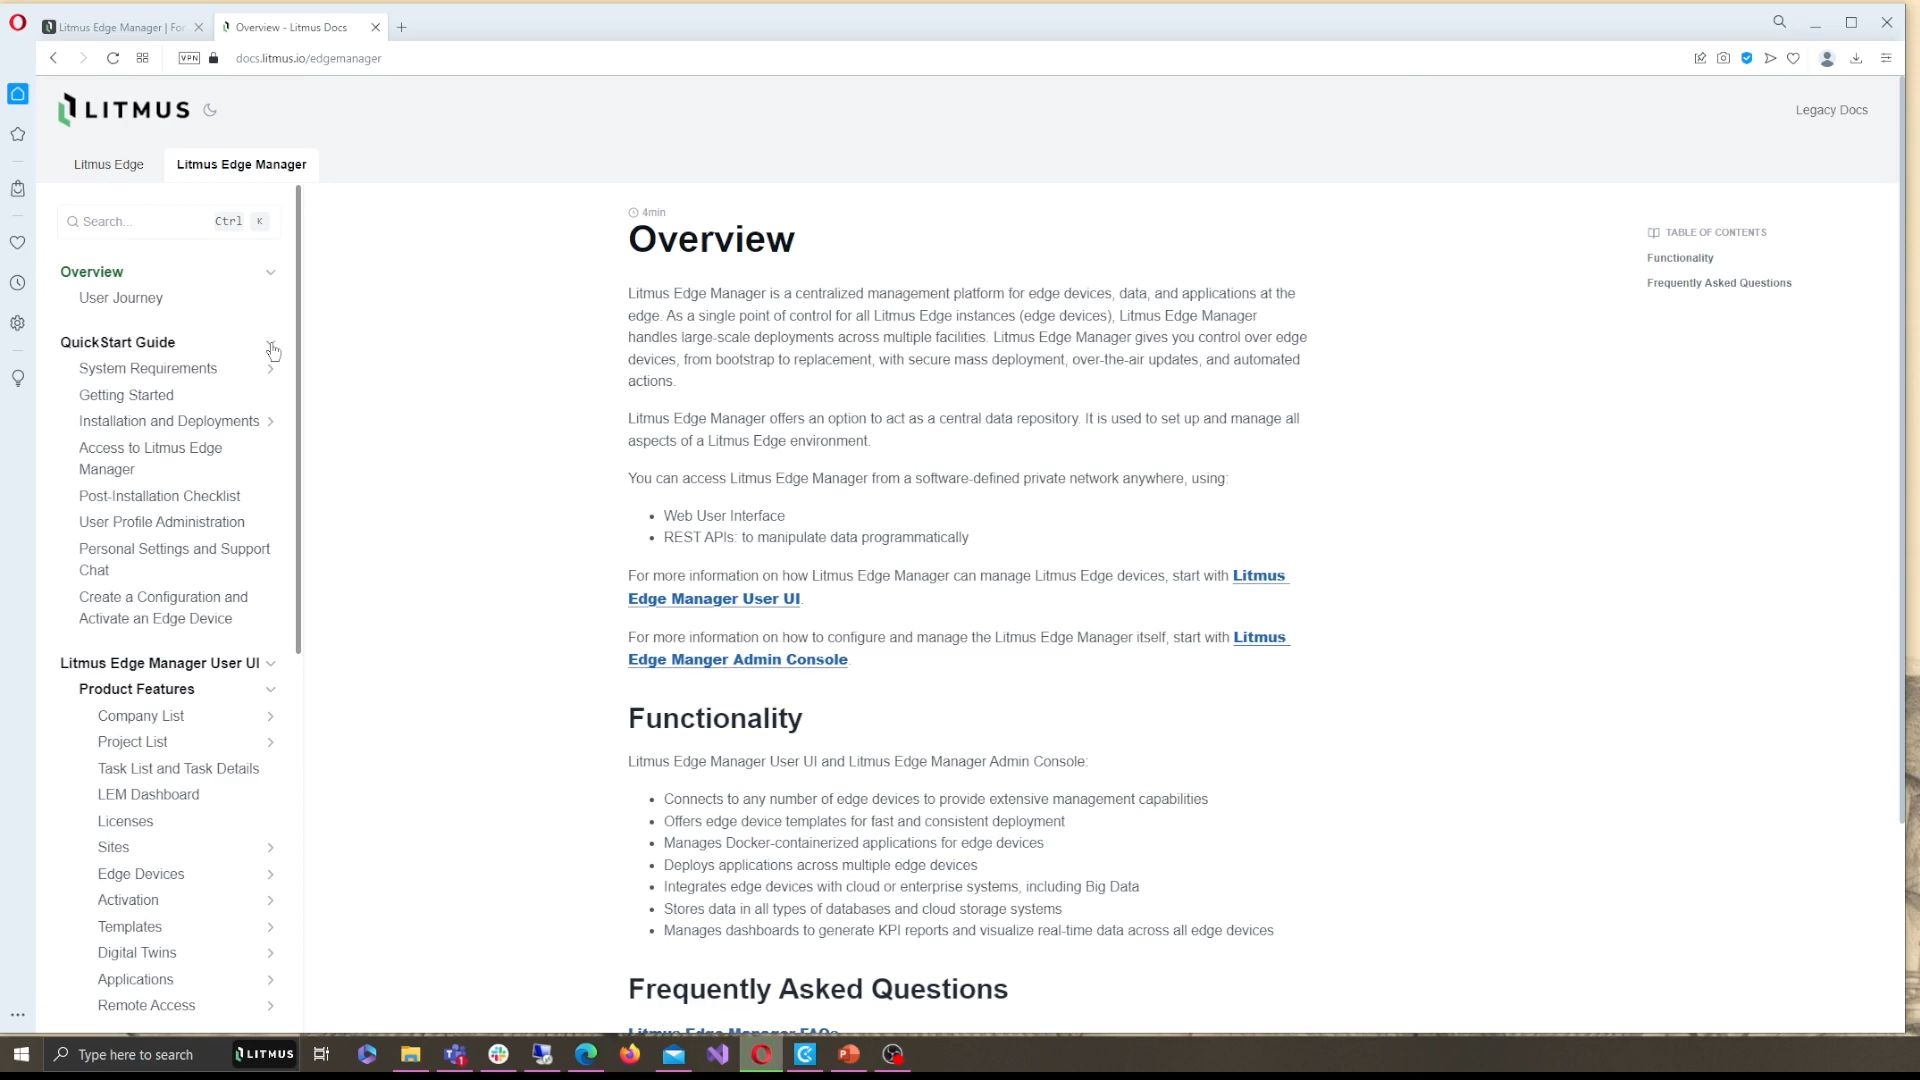 Litmus Edge Manager | For
Overview - Litmus Docs
VPN
docs.litmus.io/edgemanager
LITMUS
Legacy Docs
Litmus Edge
Litmus Edge Manager
Search...
Ctrl
K
Overview
User Journey
QuickStart Guide
System Requirements
Getting Started
Installation and Deployments
Access to Litmus Edge
Manager
Post-Installation Checklist
User Profile Administration
Personal Settings and Support
Chat
Create a Configuration and
Activate an Edge Device
Litmus Edge Manager User UI
Product Features
Company List
Project List
Task List and Task Details
LEM Dashboard
Licenses
Sites
Edge Devices
Activation
Templates
Digital Twins
Applications
Remote Access
4min
Overview
Litmus Edge Manager is a centralized management platform for edge devices, data, and applications at the
edge. As a single point of control for all Litmus Edge instances (edge devices), Litmus Edge Manager
handles large-scale deployments across multiple facilities. Litmus Edge Manager gives you control over edge
devices, from bootstrap to replacement, with secure mass deployment, over-the-air updates, and automated
actions.
Litmus Edge Manager offers an option to act as a central data repository. It is used to set up and manage all
aspects of a Litmus Edge environment.
You can access Litmus Edge Manager from a software-defined private network anywhere, using:
• Web User Interface
• REST APIs: to manipulate data programmatically
For more information on how Litmus Edge Manager can manage Litmus Edge devices, start with Litmus
Edge Manager User UI.
For more information on how to configure and manage the Litmus Edge Manager itself, start with Litmus
Edge Manger Admin Console.
Functionality
Litmus Edge Manager User UI and Litmus Edge Manager Admin Console:
• Connects to any number of edge devices to provide extensive management capabilities
• Offers edge device templates for fast and consistent deployment
• Manages Docker-containerized applications for edge devices
• Deploys applications across multiple edge devices
• Integrates edge devices with cloud or enterprise systems, including Big Data
• Stores data in all types of databases and cloud storage systems
• Manages dashboards to generate KPI reports and visualize real-time data across all edge devices
Frequently Asked Questions
Litmus Edge Manager FAQs
TABLE OF CONTENTS
Functionality
Frequently Asked Questions
Type here to search
LITMUS